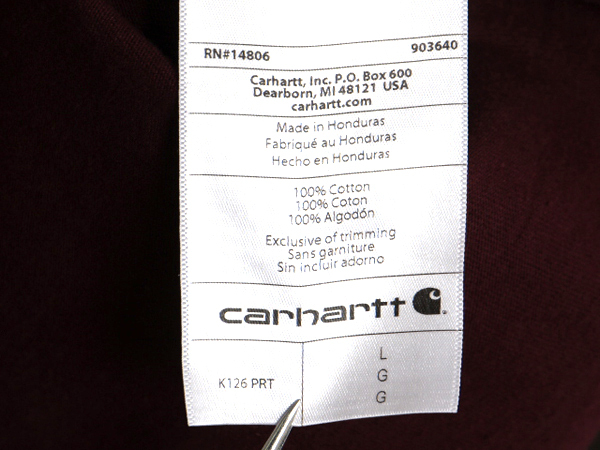 RN#14806 903640
Carhartt, Inc. P.O. Box 600
Dearborn, MI 48121 USA
carhartt.com
Made in Honduras
Fabriqué au Honduras
Hecho en Honduras
100% Cotton
100% Coton
100% Algodón
Exclusive of trimming
Sans garniture
Sin incluir adorno
carhartt
K126 PRT
L
G
G